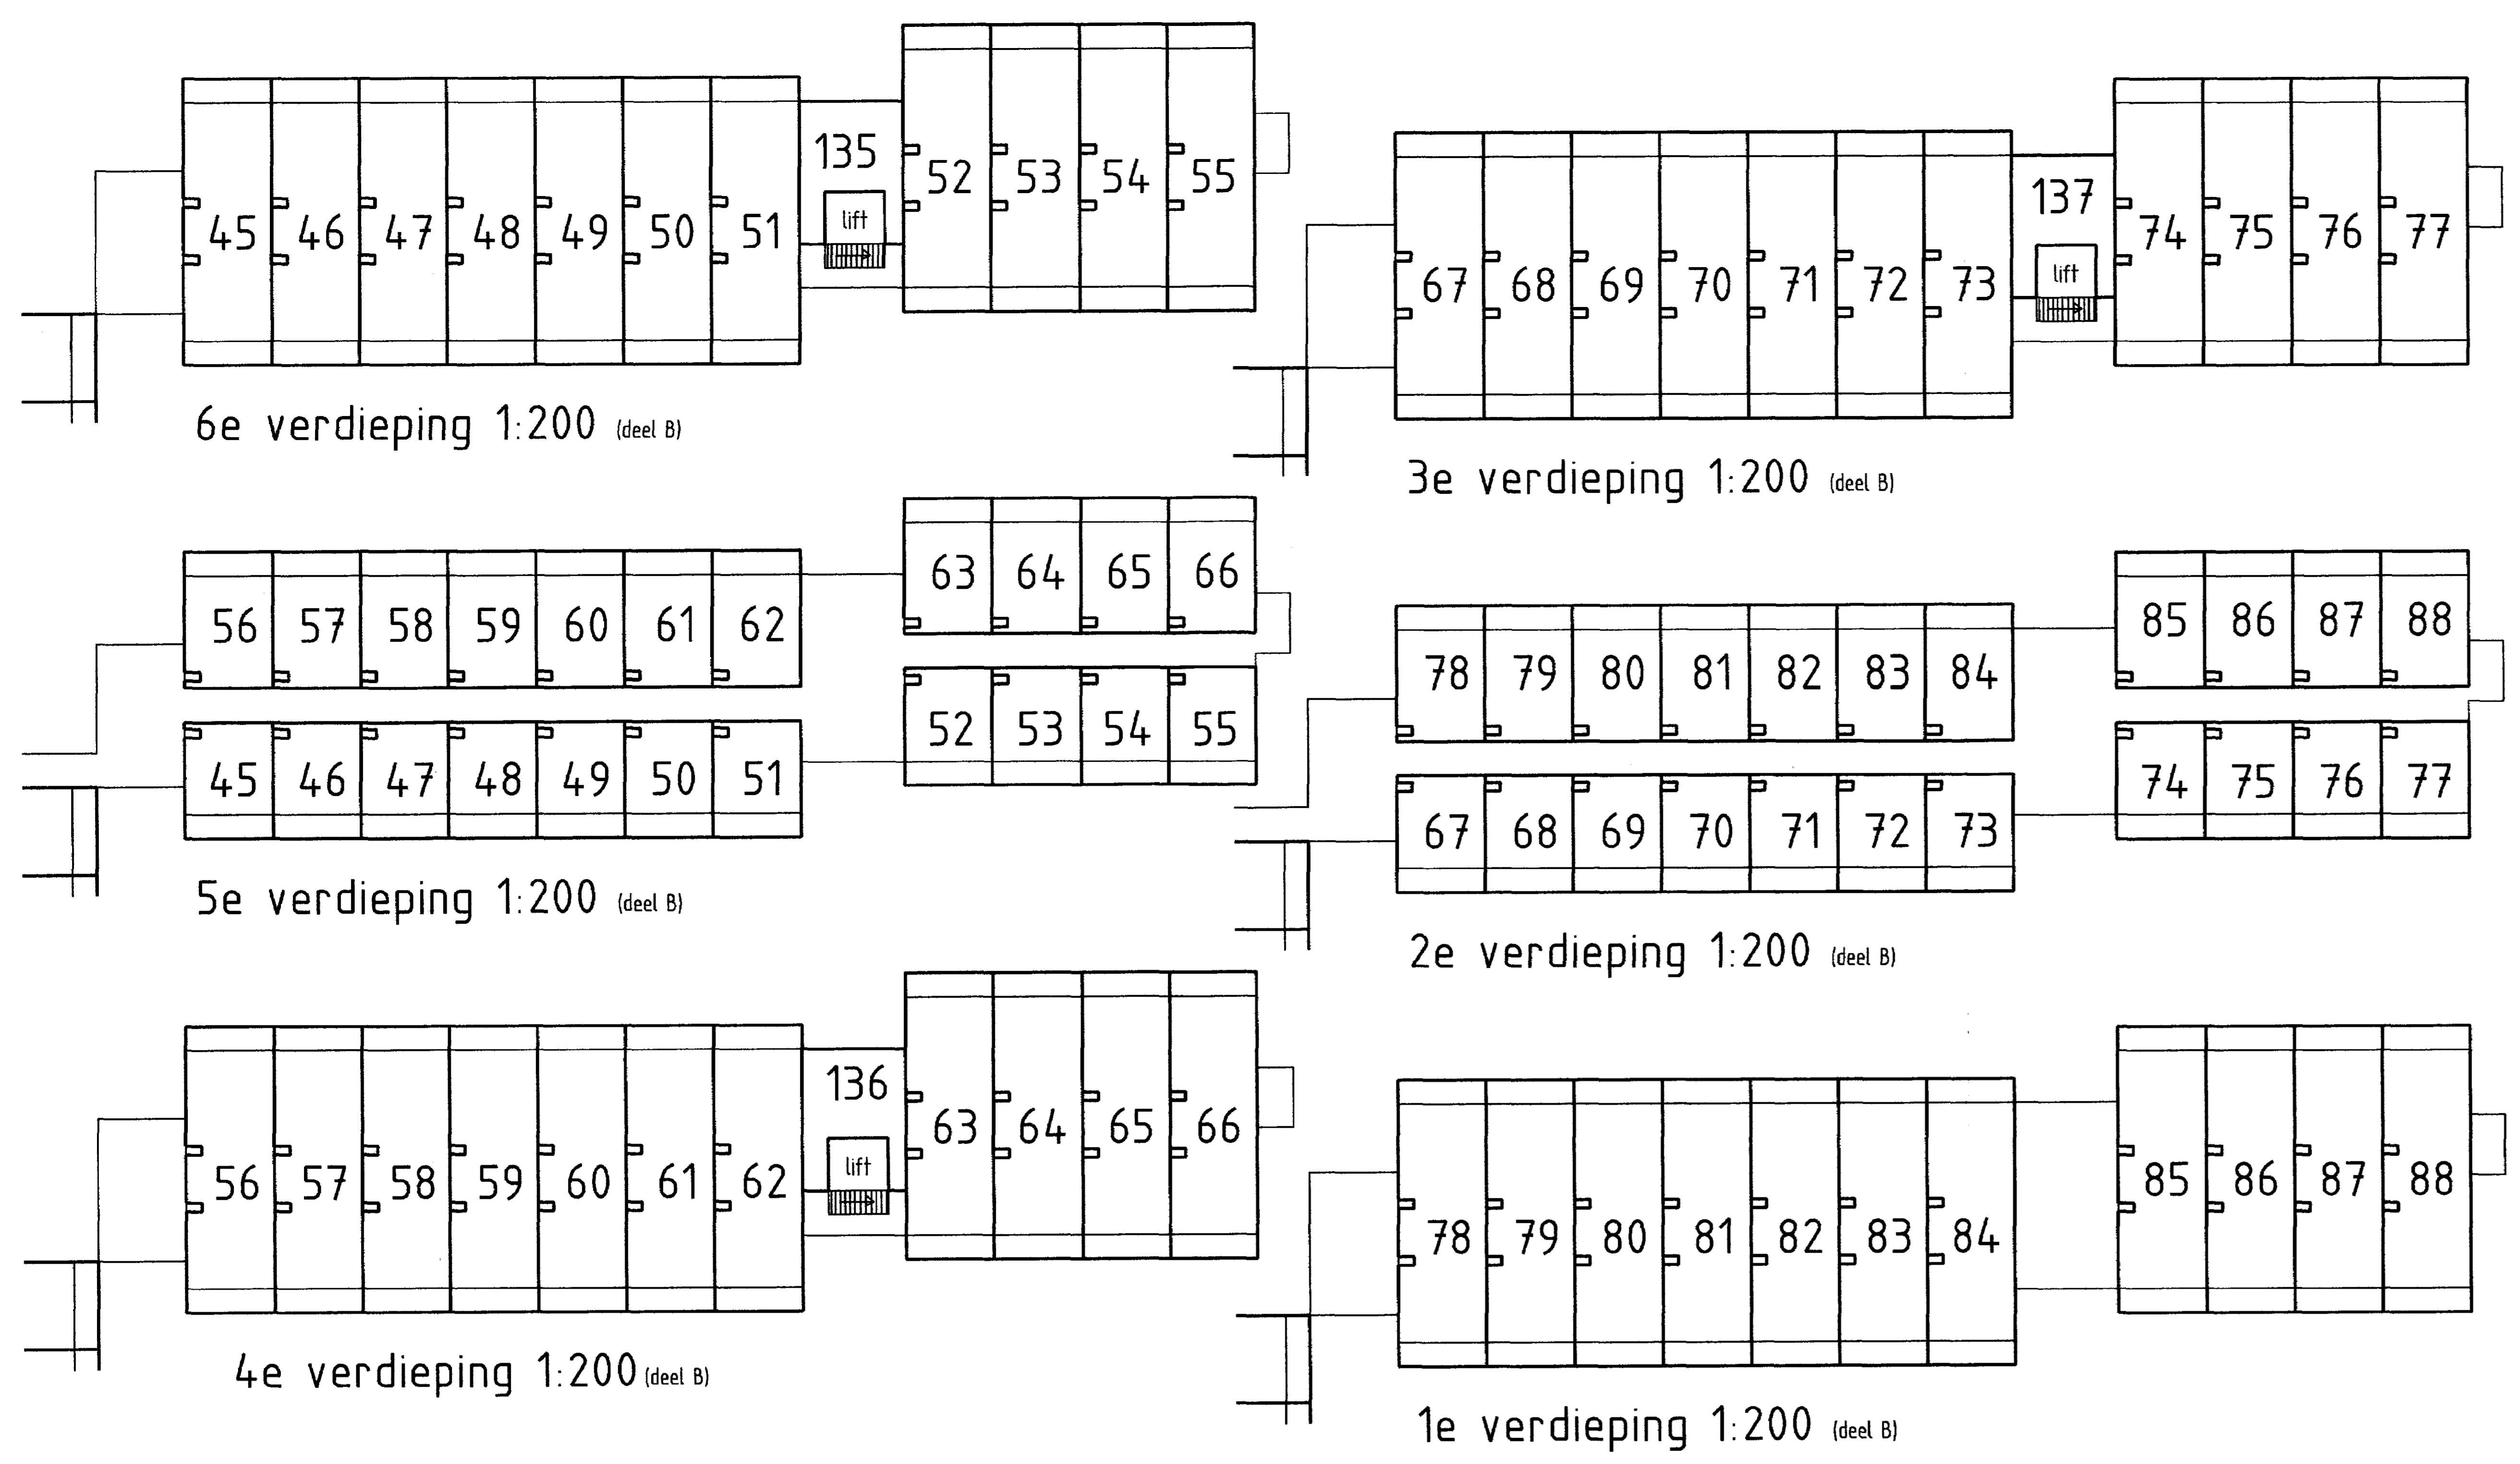 135
52 53 54 55
45 46 47 48 49 50 51
lift
6e verdieping 1:200 (deel B)
63 64 65 66
56 57 58 59 60 61 62
52 53 54 55
45 46 47 48 49 50 51
5e verdieping 1:200 (deel B)
136
63 64 65 66
56 57 58 59 60 61 62
lift
4e verdieping 1:200 (deel B)
137
74 75 76 77
67 68 69 70 71 72 73
lift
3e verdieping 1:200 (deel B)
85 86 87 88
78 79 80 81 82 83 84
74 75 76 77
67 68 69 70 71 72 73
2e verdieping 1:200 (deel B)
85 86 87 88
78 79 80 81 82 83 84
1e verdieping 1:200 (deel B)